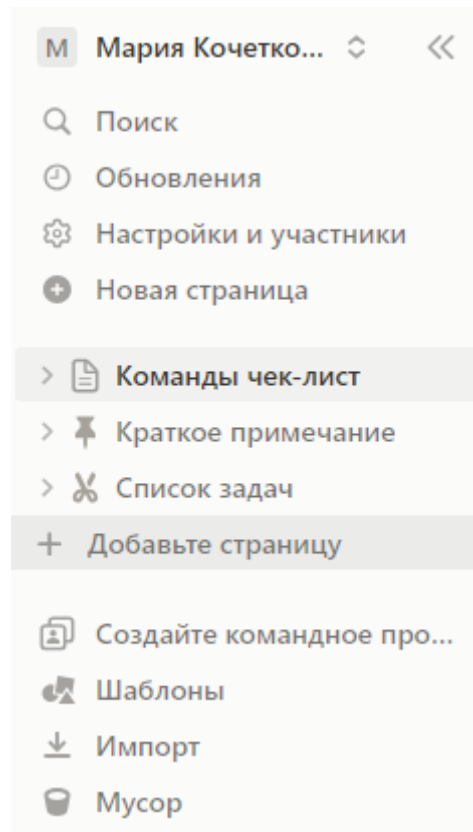 М Мария Кочетко...
Поиск
Обновления
Настройки и участники
Новая страница
Команды чек-лист
Краткое примечание
Список задач
+ Добавьте страницу
Создайте командное про...
Шаблоны
Импорт
Мусор